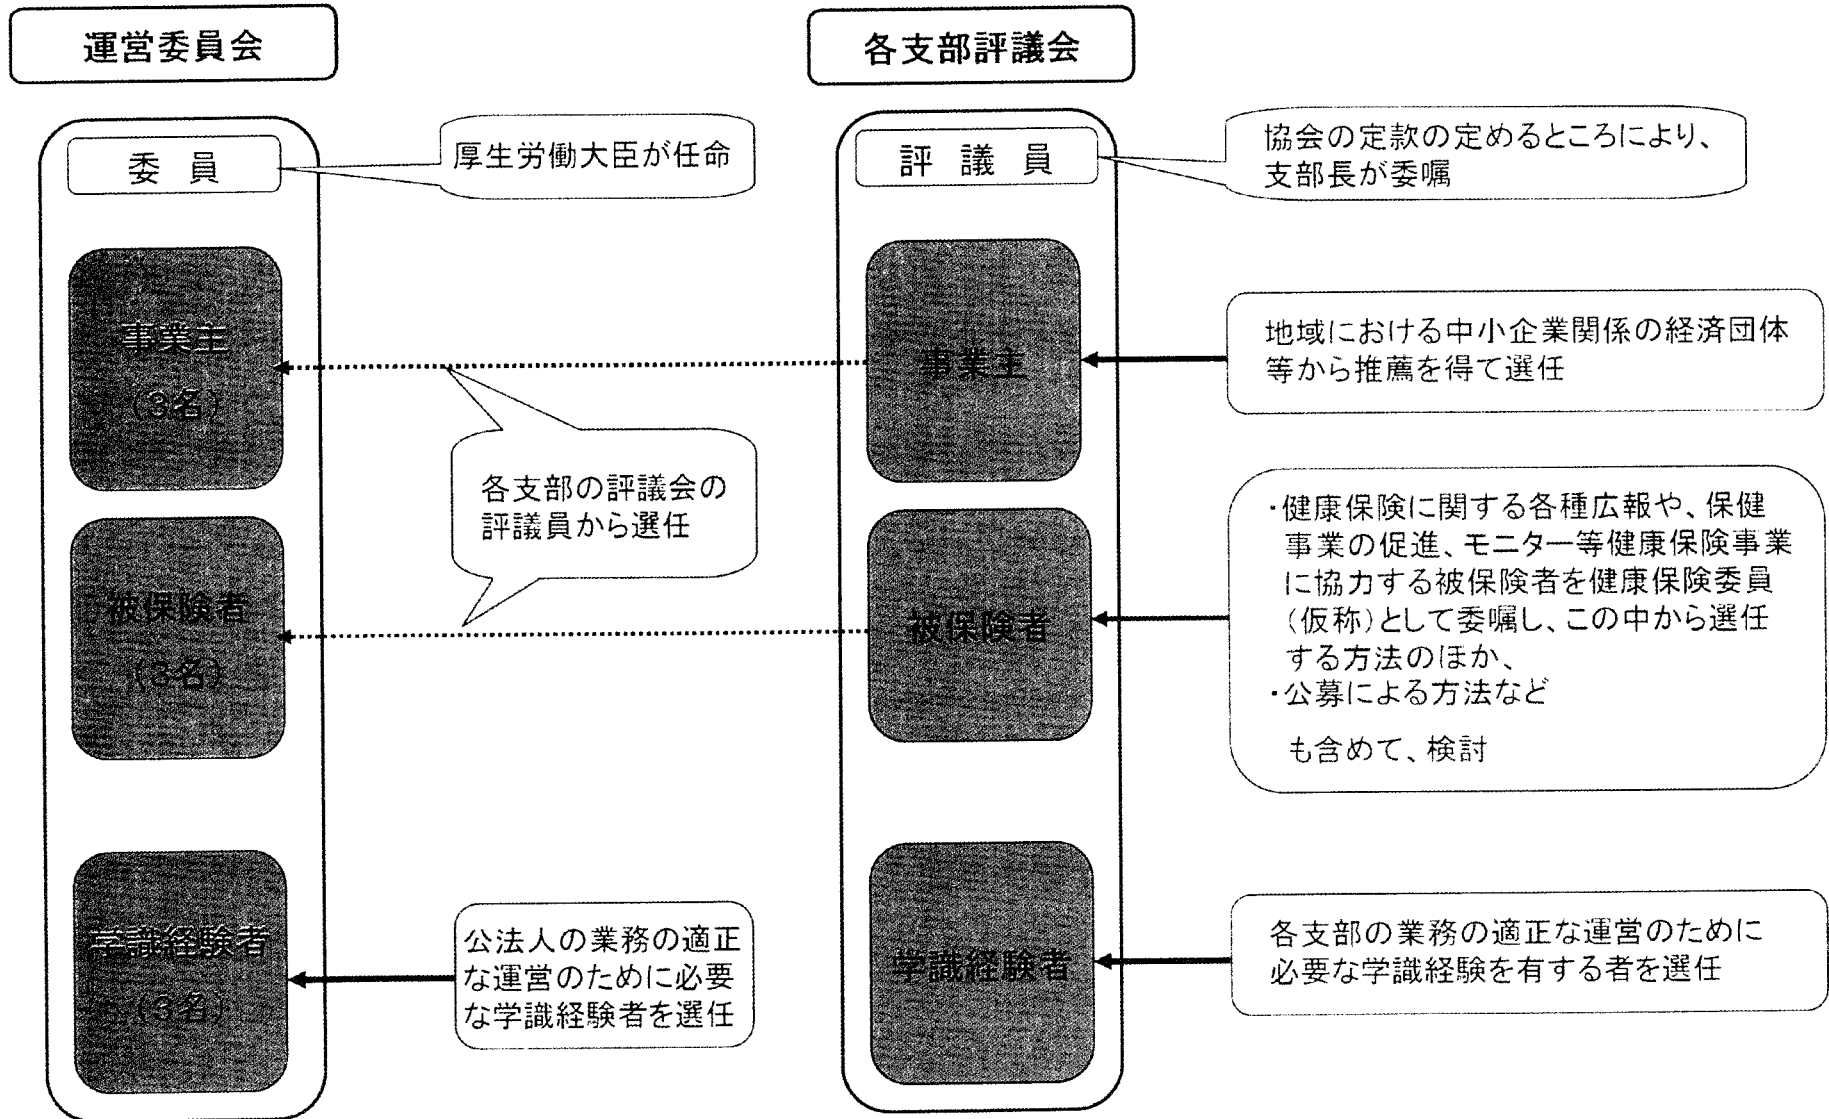 運営委員会
委員
厚生労働大臣が任命
事業主
(3名)
各支部の評議会の
評議員から選任
被保険者
(3名)
学識経験者
(3名)
公法人の業務の適正
な運営のために必要
な学識経験者を選任
各支部評議会
評議員
協会の定款の定めるところにより、
支部長が委嘱
事業主
地域における中小企業関係の経済団体
等から推薦を得て選任
被保険者
・健康保険に関する各種広報や、保健
事業の促進、モニター等健康保険事業
に協力する被保険者を健康保険委員
(仮称)として委嘱し、この中から選任
する方法のほか、
・公募による方法など
も含めて、検討
学識経験者
各支部の業務の適正な運営のために
必要な学識経験を有する者を選任